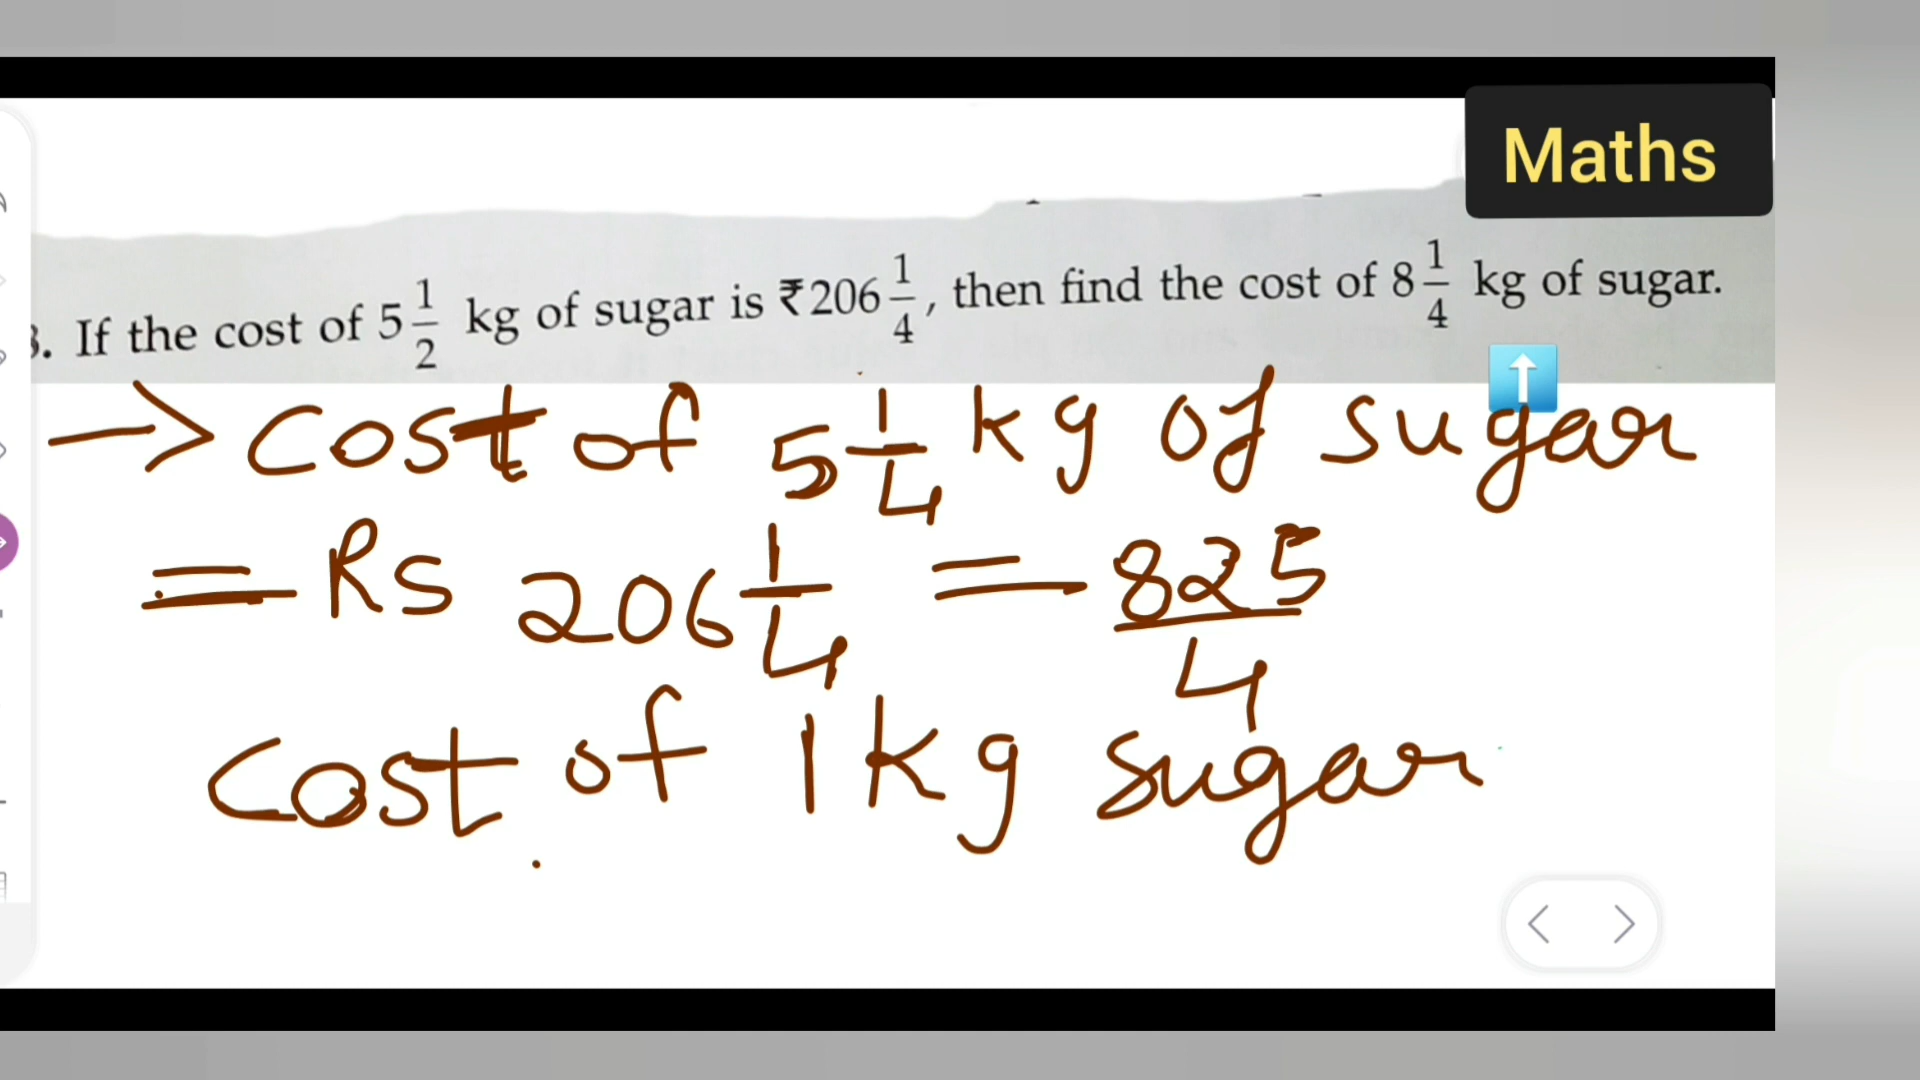 Maths
3. If the cost of 5 1/2 kg of sugar is ₹206 1/4, then find the cost of 8 1/4 kg of sugar.
→ Cost of 5 1/4 kg of sugar
= Rs 206 1/4 = 825/4
Cost of 1 kg sugar